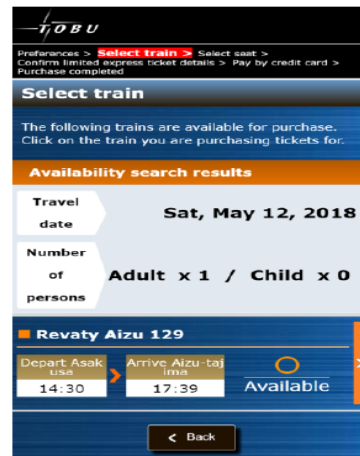 TOBU
Preferences > Select train > Select seat >
Confirm limited express ticket details > Pay by credit card >
Purchase completed
Select train
The following trains are available for purchase.
Click on the train you are purchasing tickets for.
Availability search results
Travel
date
Sat, May 12, 2018
Number
of
persons
Adult x 1 / Child x 0
Revaty Aizu 129
Depart Asak
usa
14:30
Arrive Aizu-taj
ima
17:39
Available
< Back